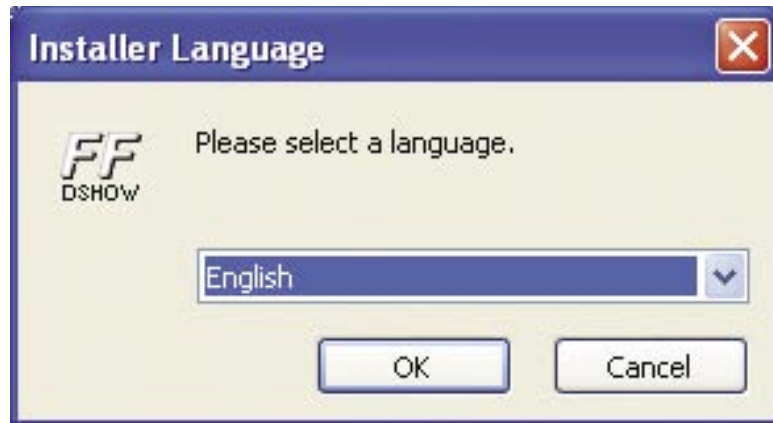 Installer Language
FF
DSHOW
Please select a language.
English
OK
Cancel